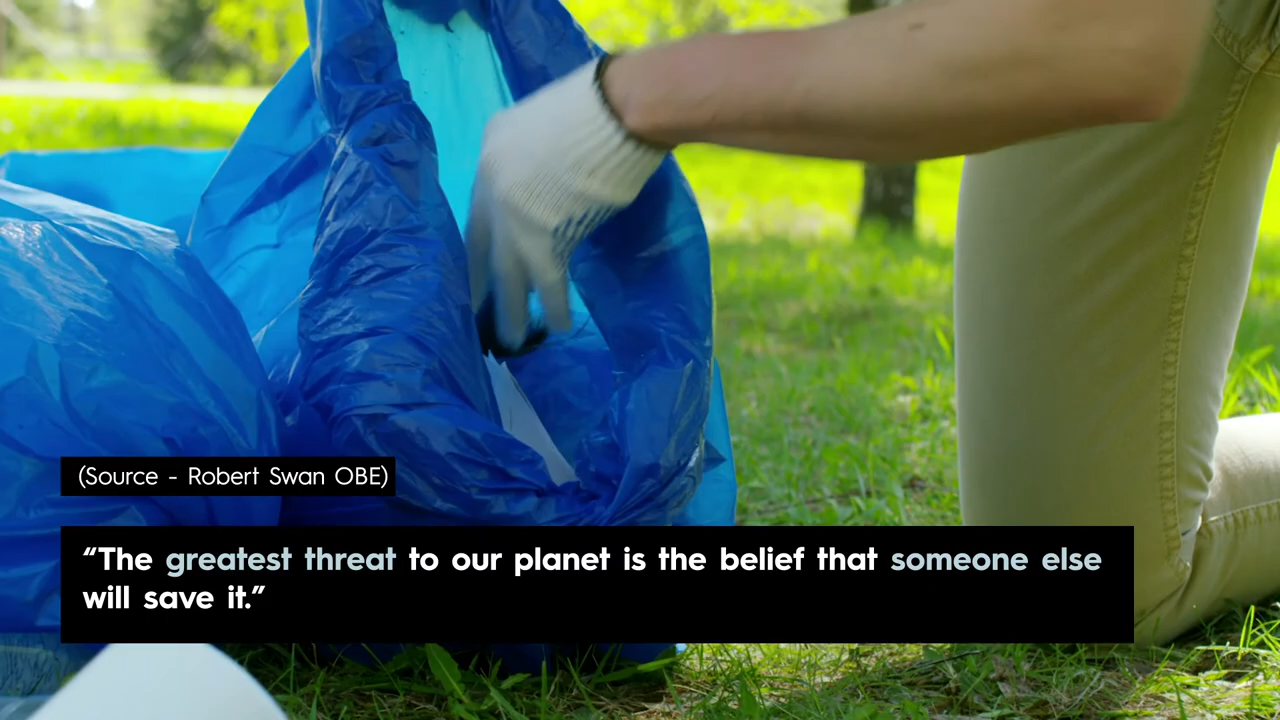 (Source - Robert Swan OBE)
“The greatest threat to our planet is the belief that someone else
will save it.”